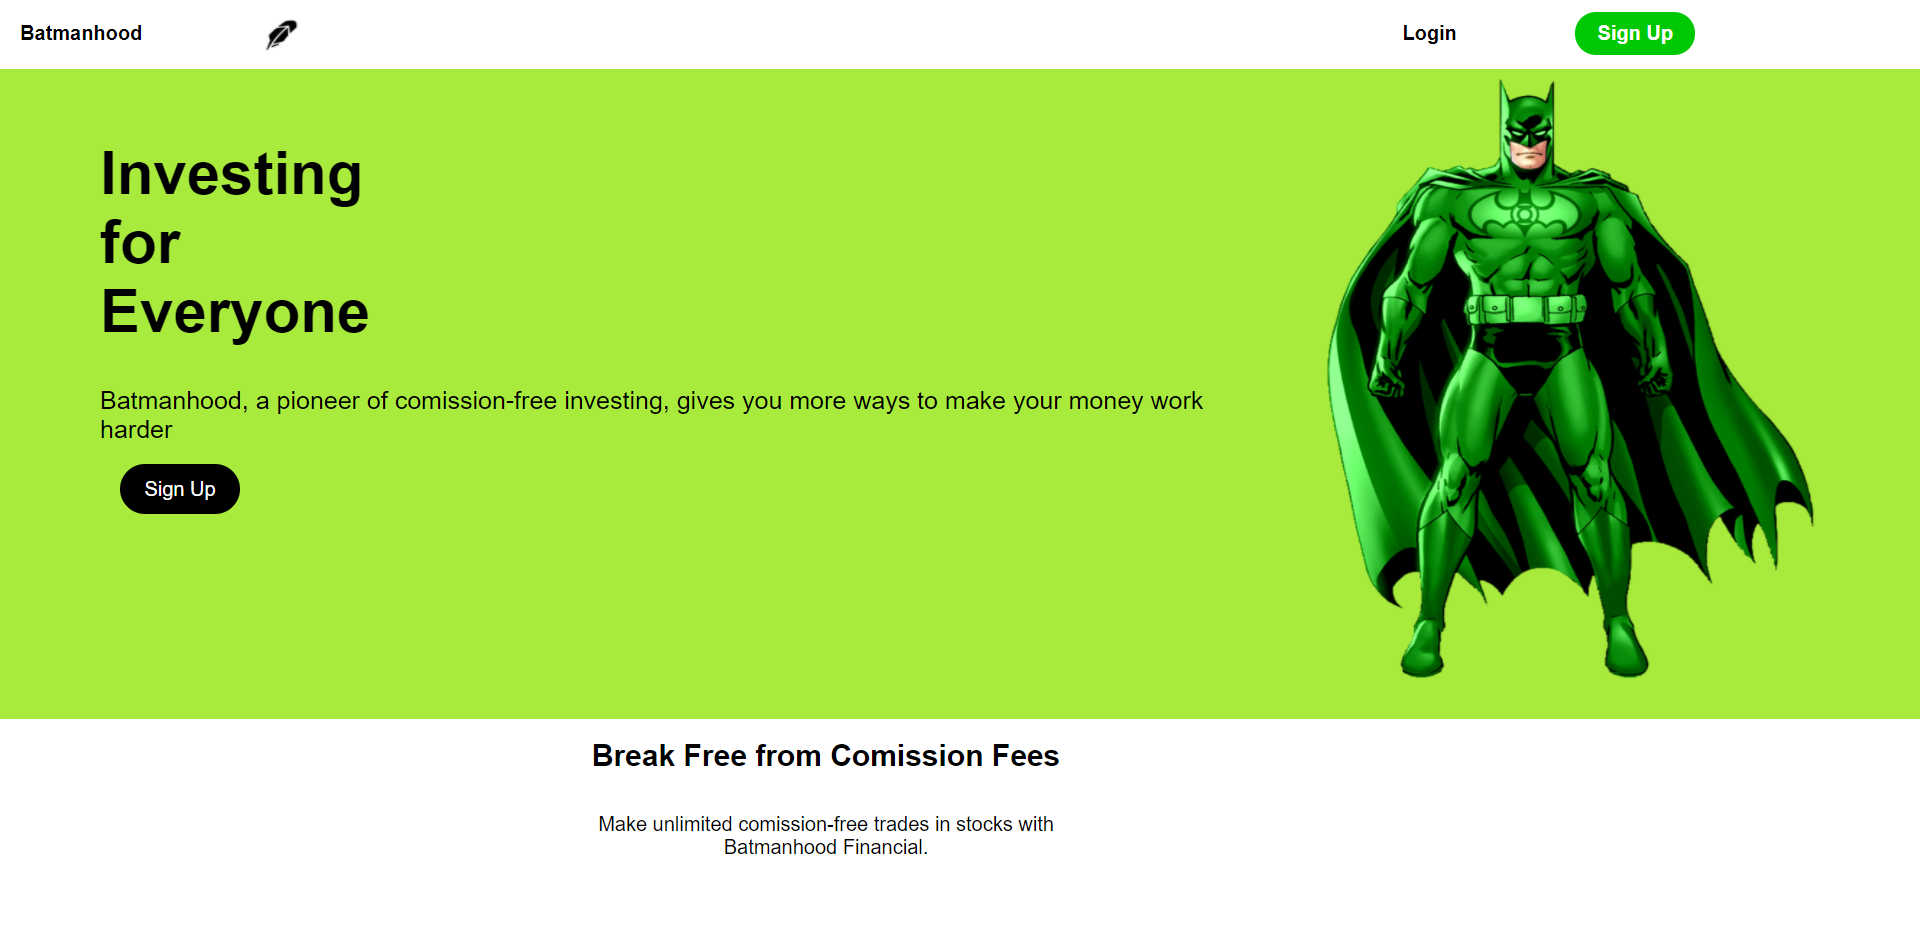 Batmanhood
Login
Sign Up
Investing
for
Everyone
Batmanhood, a pioneer of comission-free investing, gives you more ways to make your money work
harder
Sign Up
Break Free from Comission Fees
Make unlimited comission-free trades in stocks with
Batmanhood Financial.